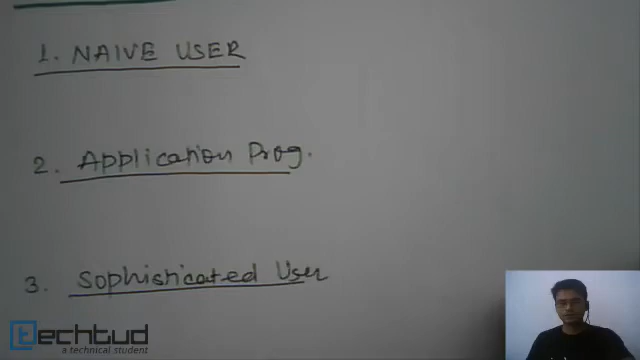 1. NAIVE USER
2. Application Prog.
3. Sophisticated User
techtud
a technical student